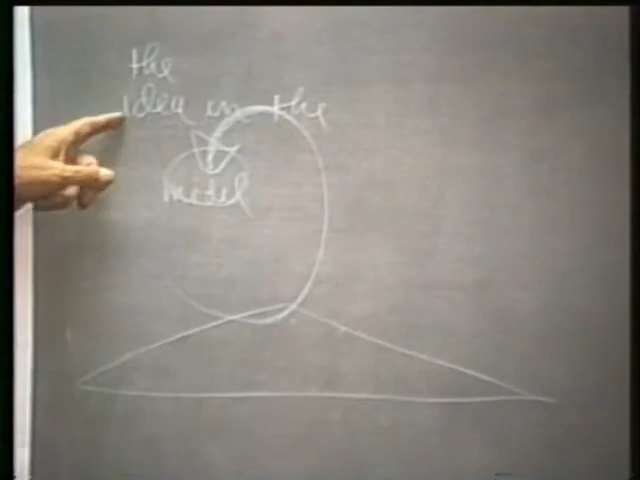 the
idea in the
model